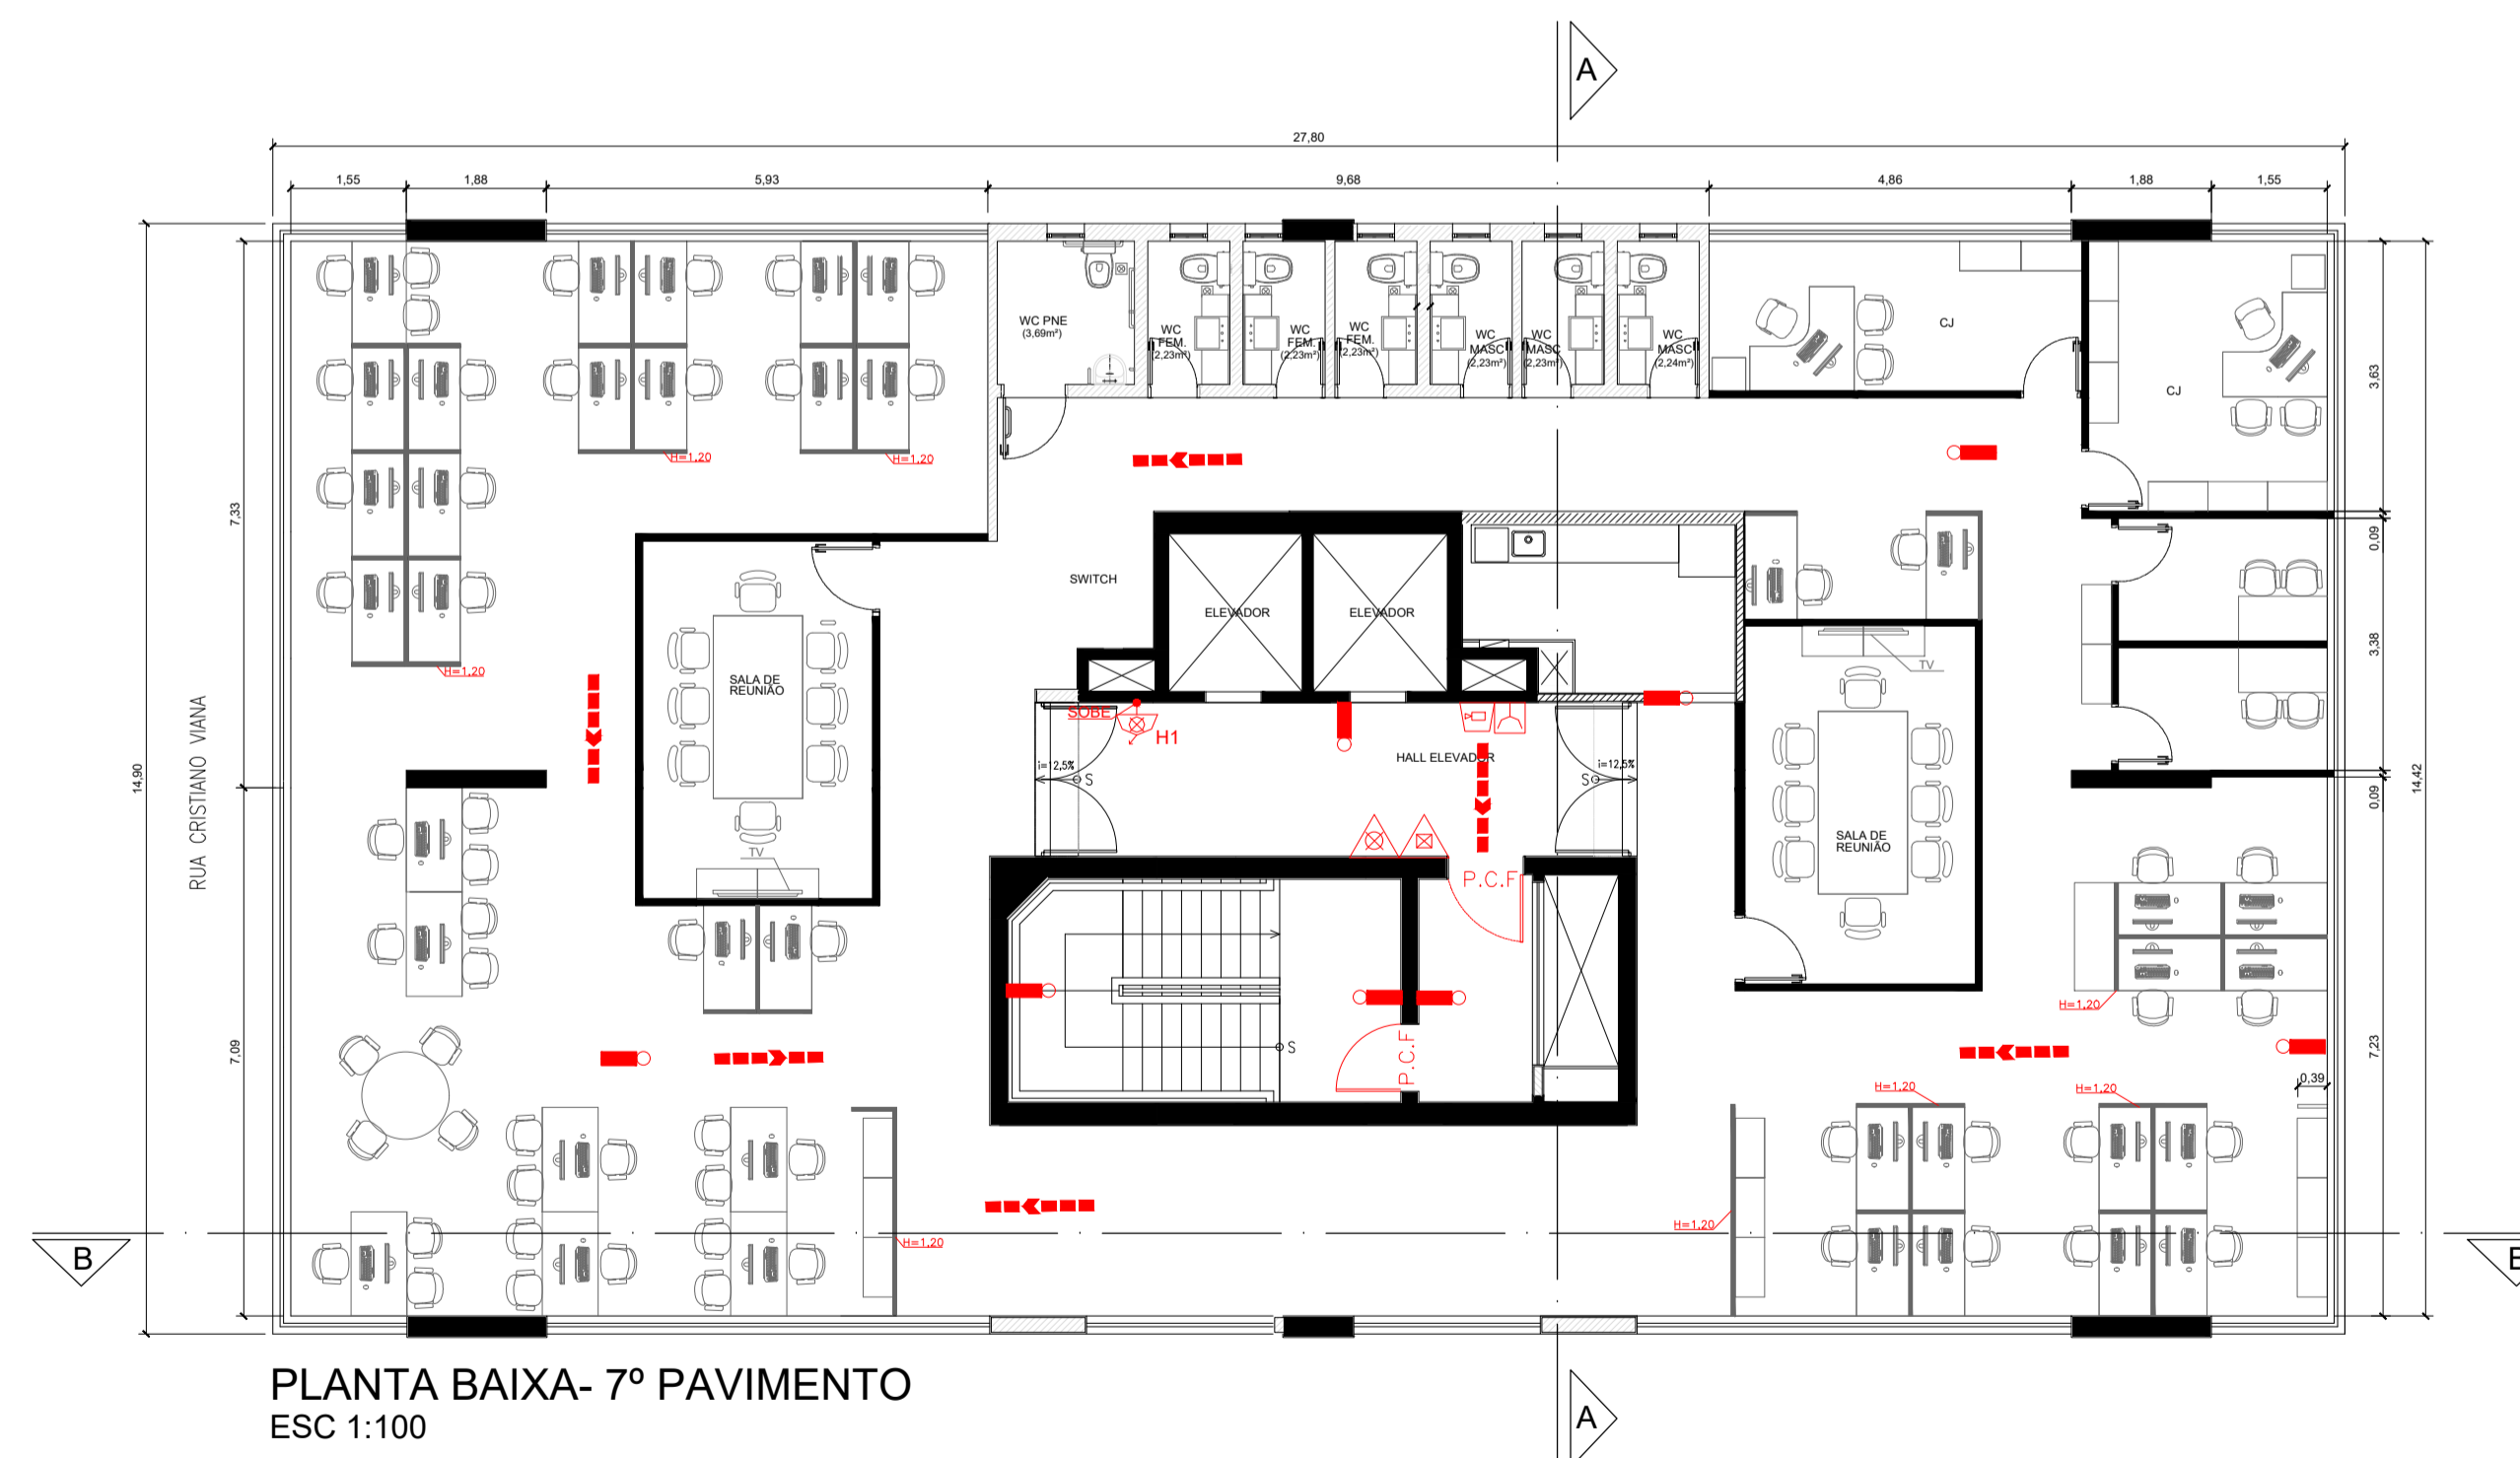 A
27,80
1,55
1,88
5,93
9,68
4,86
1,88
1,55
WC PNE
(3,69m²)
WC
FEM.
(2,23m²)
WC
FEM.
(2,23m²)
WC
FEM.
(2,23m²)
WC
MASC
(2,23m²)
WC
MASC
(2,23m²)
WC
MASC
(2,24m²)
CJ
CJ
3,63
H=1,20
H=1,20
7,33
0,09
SWITCH
ELEVADOR
ELEVADOR
3,38
H=1,20
SALA DE
REUNIÃO
TV
RUA CRISTIANO VIANA
SOBE
H1
HALL ELEVADOR
i=12,5%
S
i=12,5%
S
14,90
14,42
0,09
SALA DE
REUNIÃO
TV
P.C.F
H=1,20
P.C.F
S
7,09
7,23
0,39
H=1,20
H=1,20
H=1,20
H=1,20
B
B
PLANTA BAIXA- 7º PAVIMENTO
ESC 1:100
A